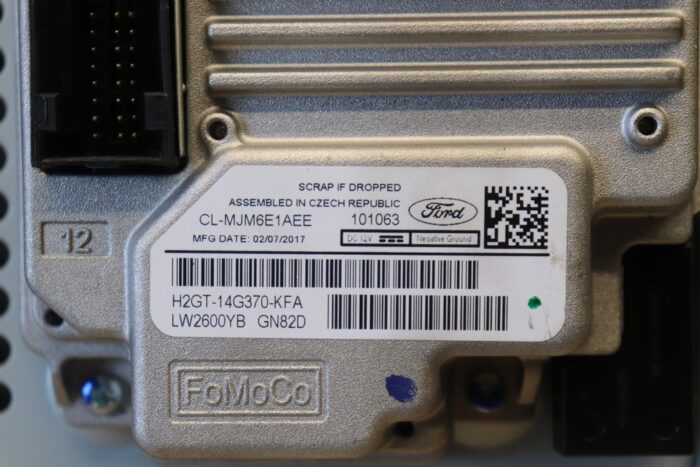 SCRAP IF DROPPED
ASSEMBLED IN CZECH REPUBLIC
CL-MJM6E1AEE 101063
Ford
MFG DATE: 02/07/2017
DC 12V Negative Ground
12
H2GT-14G370-KFA
LW2600YB GN82D
FoMoCo